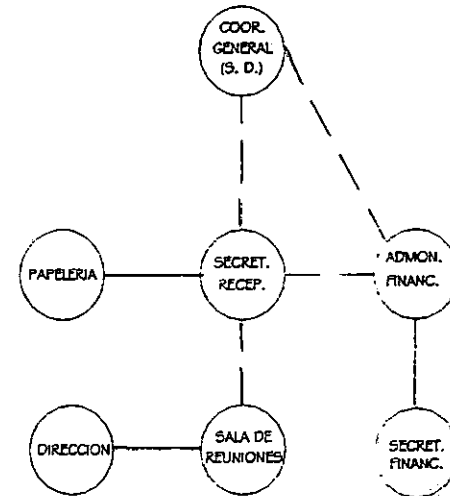 COOR.
GENERAL
(S. D.)
PAPELERIA
SECRET.
RECEP.
ADMON.
FINANC.
DIRECCION
SALA DE
REUNIONES
SECRET.
FINANC.